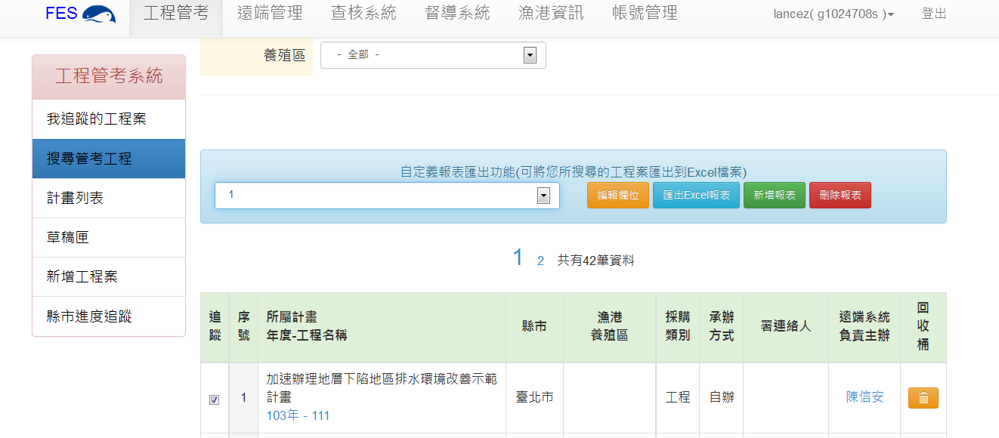 FES 工程管考 遠端管理 查核系統 督導系統 漁港資訊 帳號管理 lancez( g1024708s ) 登出
養殖區 - 全部 -
工程管考系統
我追蹤的工程案
搜尋管考工程
計畫列表
草稿匣
新增工程案
縣市進度追蹤
自定義報表匯出功能(可將您所搜尋的工程案匯出到Excel檔案)
1 編輯欄位 匯出Excel報表 新增報表 刪除報表
1 2 共有42筆資料
追蹤 序號 所屬計畫 年度-工程名稱 縣市 漁港 養殖區 採購類別 承辦方式 署連絡人 遠端系統負責主辦 回收桶
1 加速辦理地層下陷地區排水環境改善示範計畫 臺北市 工程 自辦 陳信安
103年 - 111